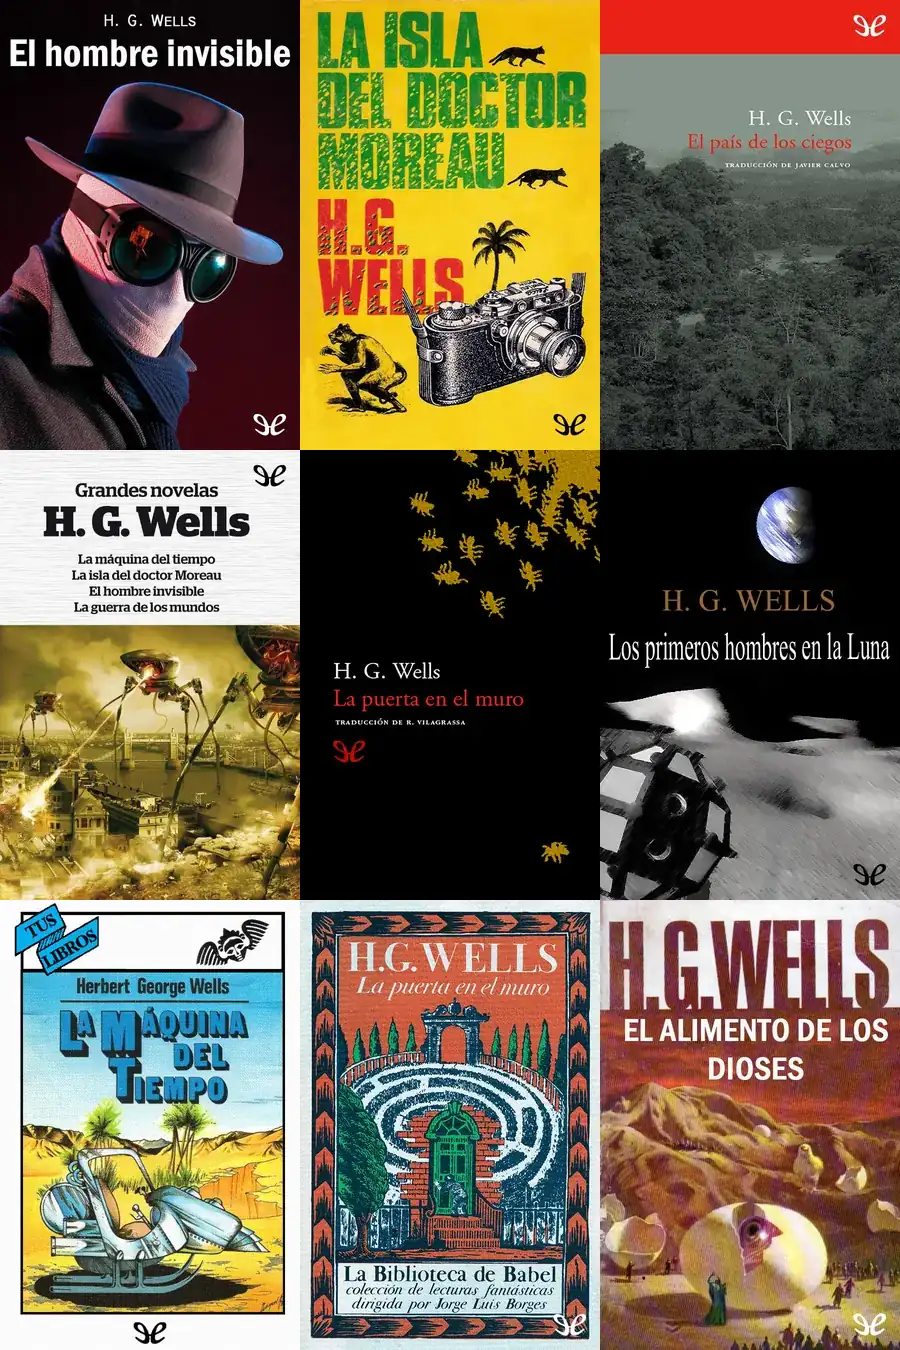 H. G. WELLS
El hombre invisible
LA ISLA
DEL DOCTOR
MOREAU
H.G.
WELLS
H. G. Wells
El país de los ciegos
TRADUCCIÓN DE JAVIER CALVO
Grandes novelas
H. G. Wells
La máquina del tiempo
La isla del doctor Moreau
El hombre invisible
La guerra de los mundos
H. G. Wells
La puerta en el muro
TRADUCCIÓN DE R. VILAGRASSA
H. G. WELLS
Los primeros hombres en la Luna
TUS
LIBROS
Herbert George Wells
LA MÁQUINA
DEL
TIEMPO
H.G.WELLS
La puerta en el muro
La Biblioteca de Babel
colección de lecturas fantásticas
dirigida por Jorge Luis Borges
H.G.WELLS
EL ALIMENTO DE LOS
DIOSES